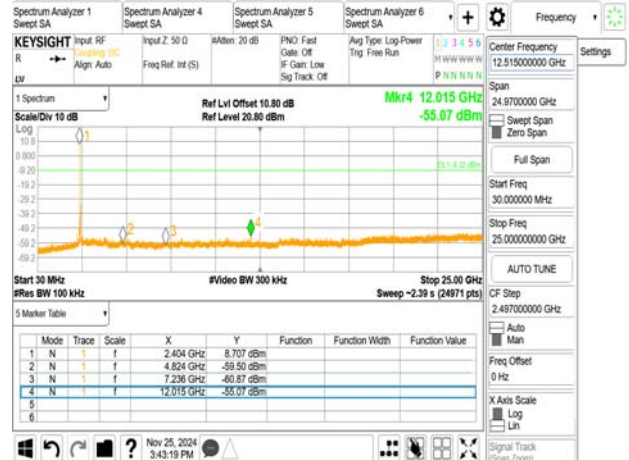 Spectrum Analyzer 1
Swept SA
Spectrum Analyzer 4
Swept SA
Spectrum Analyzer 5
Swept SA
Spectrum Analyzer 6
Swept SA
+
Frequency
Settings
KEYSIGHT
R
Input: RF
Coupling: DC
Align: Auto
Input Z: 50 Ω
Freq Ref: Int (S)
#Atten: 20 dB
PNO: Fast
Gate: Off
IF Gain: Low
Sig Track: Off
Avg Type: Log-Power
Trig: Free Run
1 2 3 4 5 6
M W W W W W
P N N N N N
1 Spectrum
Scale/Div 10 dB
Ref Lvl Offset 10.80 dB
Ref Level 20.80 dBm
Mkr4 12.015 GHz
-55.07 dBm
Log
10.8
0.800
-9.20
-19.2
-29.2
-39.2
-49.2
-59.2
-69.2
1
2
3
4
Start 30 MHz
#Res BW 100 kHz
#Video BW 300 kHz
Stop 25.00 GHz
Sweep ~2.39 s (24971 pts)
5 Marker Table
Mode Trace Scale X Y Function Function Width Function Value
1 N 1 f 2.404 GHz 8.707 dBm
2 N 1 f 4.824 GHz -59.50 dBm
3 N 1 f 7.236 GHz -60.87 dBm
4 N 1 f 12.015 GHz -55.07 dBm
5
6
Nov 25, 2024
3:43:19 PM
?
Center Frequency
12.515000000 GHz
Span
24.9700000 GHz
Swept Span
Zero Span
Full Span
Start Freq
30.000000 MHz
Stop Freq
25.000000000 GHz
AUTO TUNE
CF Step
2.497000000 GHz
Auto
Man
Freq Offset
0 Hz
X Axis Scale
Log
Lin
Signal Track
(Span Zoom)